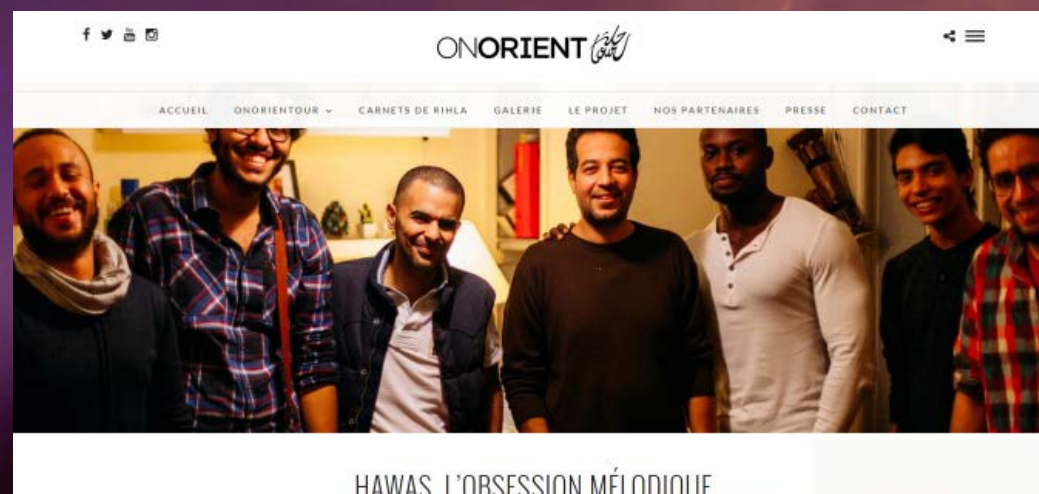 ONORIENT
ACCUEIL ONORIENTOUR CARNETS DE RIHLA GALERIE LE PROJET NOS PARTENAIRES PRESSE CONTACT
HAWAS, L'OBSESSION MÉLODIQUE